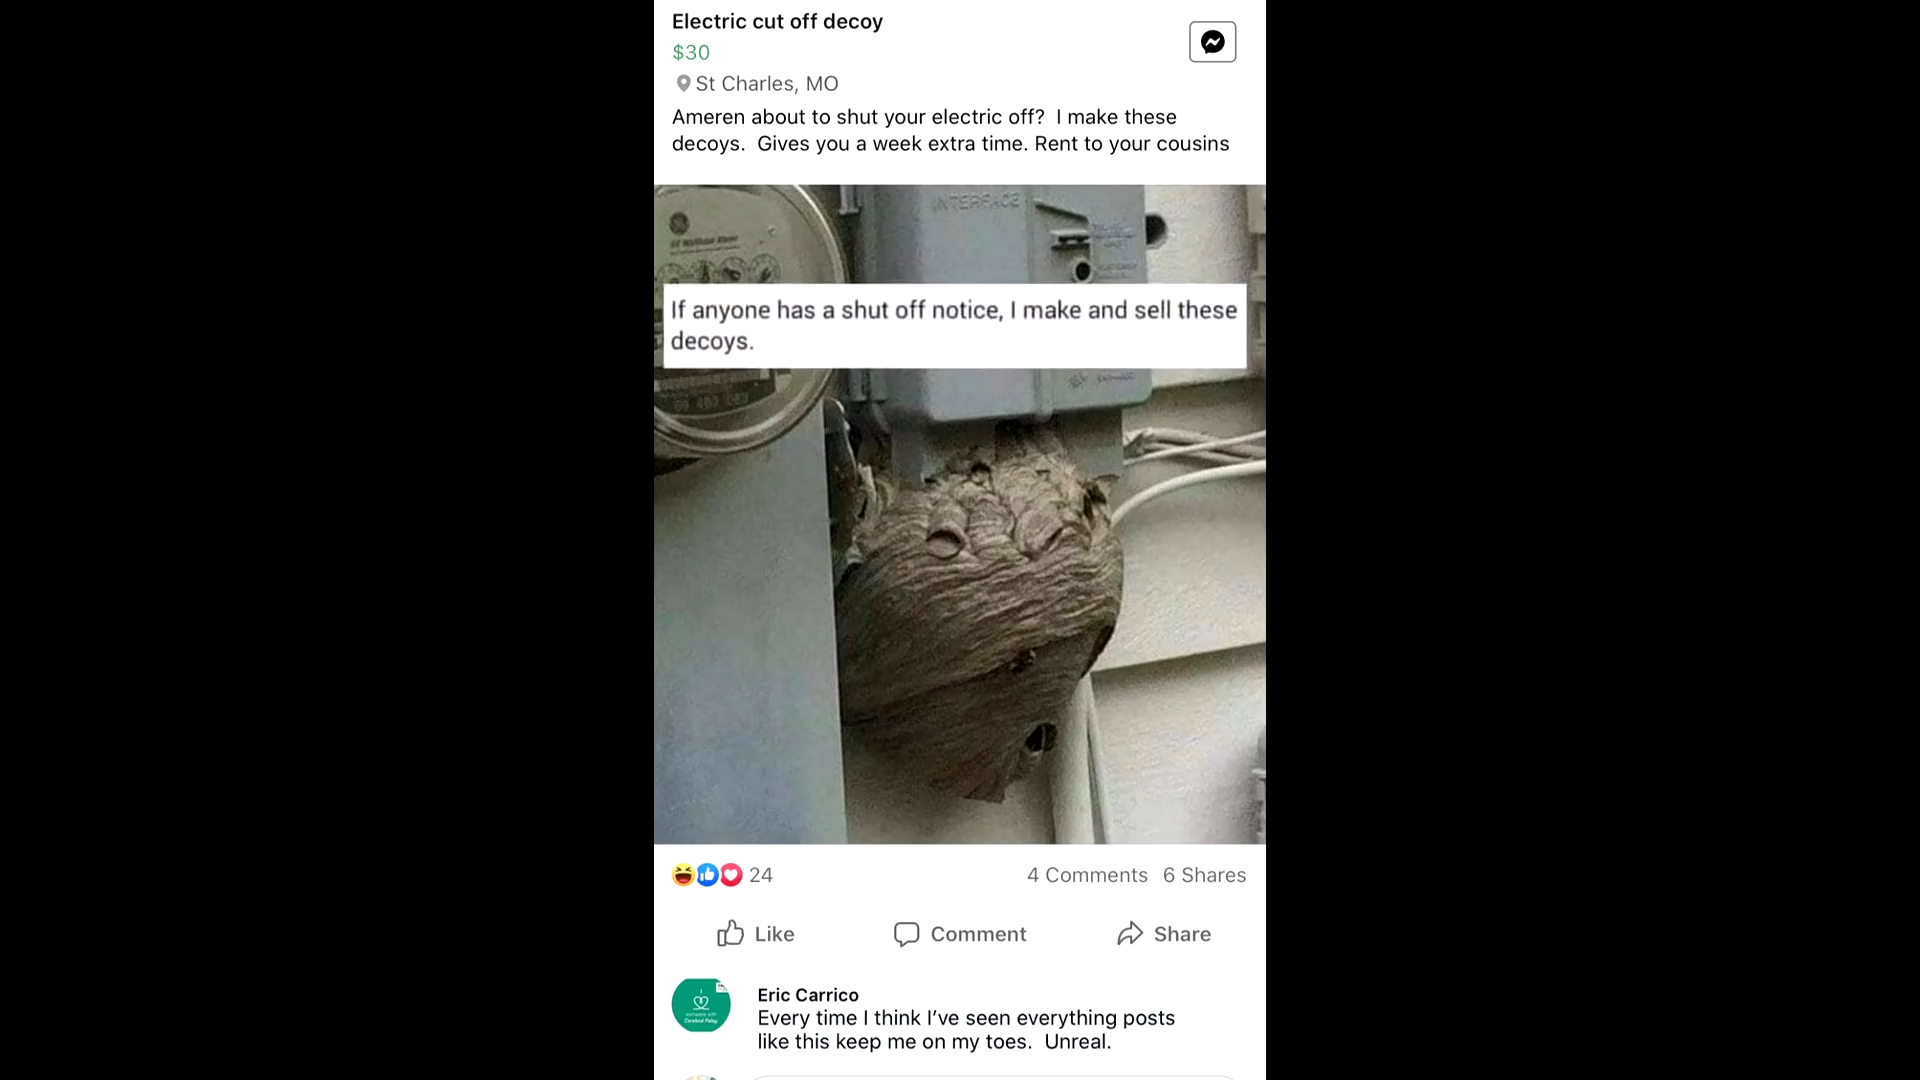 Electric cut off decoy
$30
St Charles, MO
Ameren about to shut your electric off?  I make these
decoys.  Gives you a week extra time. Rent to your cousins
INTERFACE
If anyone has a shut off notice, I make and sell these
decoys.
24
4 Comments 6 Shares
Like
Comment
Share
Eric Carrico
Every time I think I’ve seen everything posts
like this keep me on my toes.  Unreal.